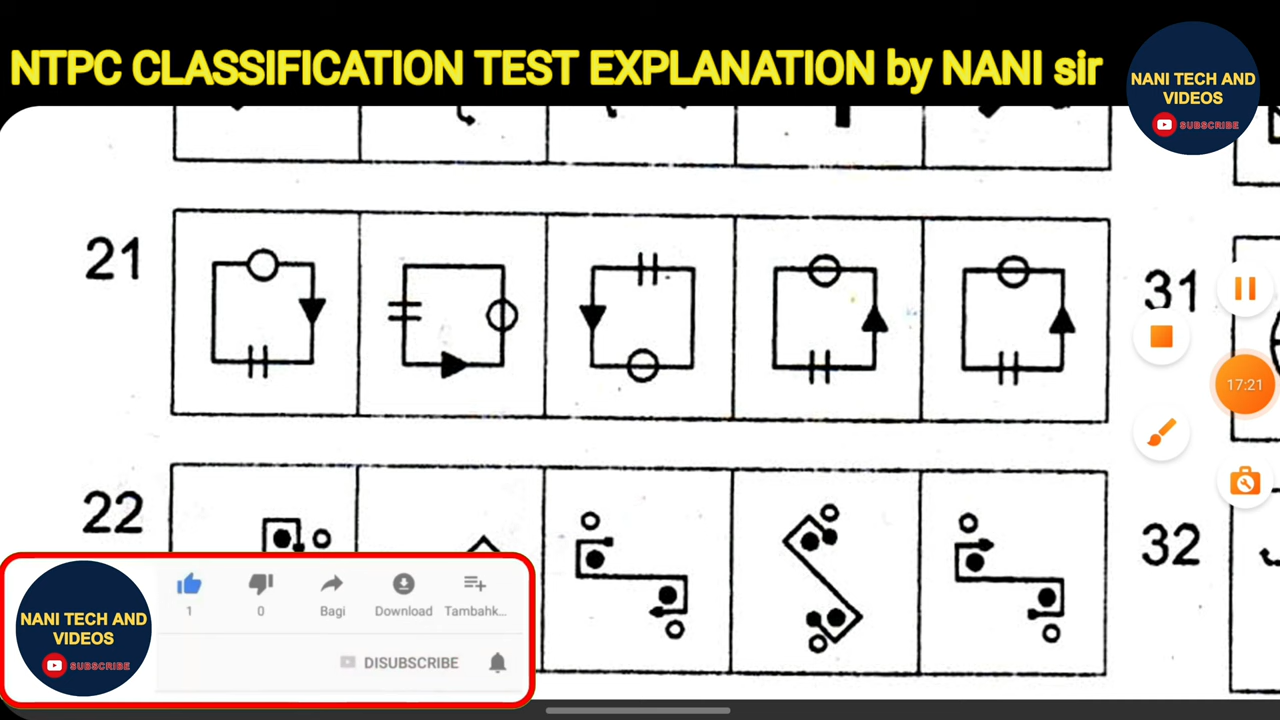 NTPC CLASSIFICATION TEST EXPLANATION by NANI sir
NANI TECH AND
VIDEOS
SUBSCRIBE
21
31
17:21
22
32
NANI TECH AND
VIDEOS
SUBSCRIBE
1
0
Bagi
Download
Tambahk...
DISUBSCRIBE